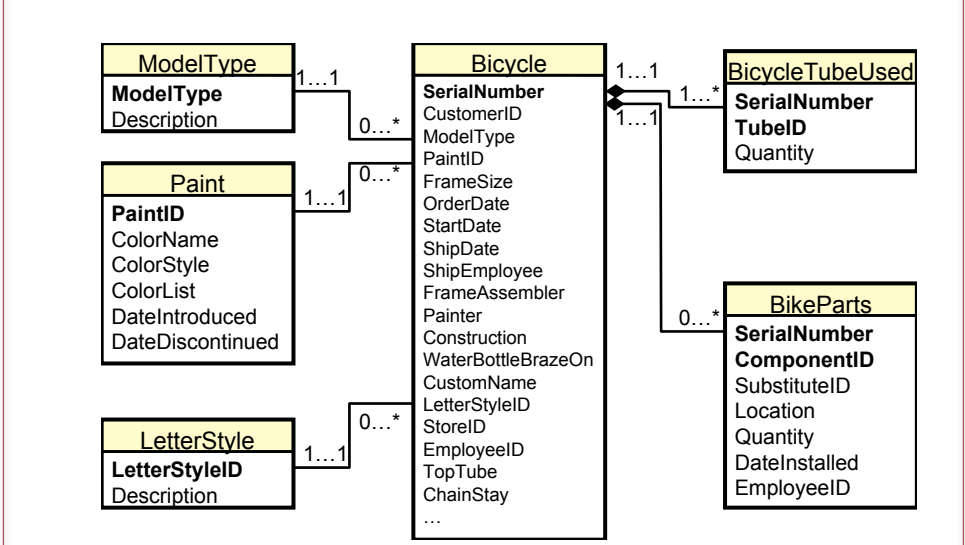 ModelType
ModelType
Description
1…1
0…*
Paint
PaintID
ColorName
ColorStyle
ColorList
DateIntroduced
DateDiscontinued
1…1
0…*
LetterStyle
LetterStyleID
Description
1…1
0…*
Bicycle
SerialNumber
CustomerID
ModelType
PaintID
FrameSize
OrderDate
StartDate
ShipDate
ShipEmployee
FrameAssembler
Painter
Construction
WaterBottleBrazeOn
CustomName
LetterStyleID
StoreID
EmployeeID
TopTube
ChainStay
…
1…1
1…*
1…1
0…*
BicycleTubeUsed
SerialNumber
TubeID
Quantity
BikeParts
SerialNumber
ComponentID
SubstituteID
Location
Quantity
DateInstalled
EmployeeID